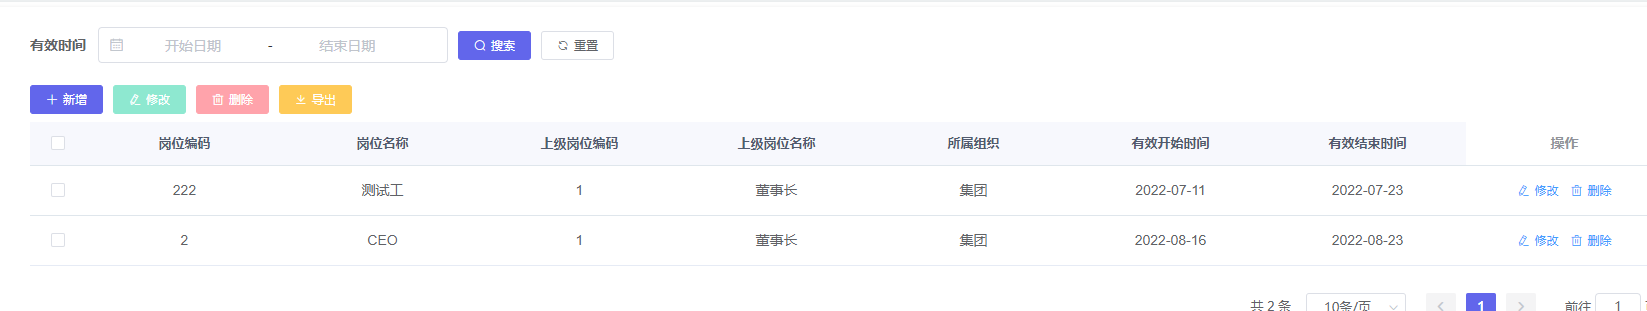 有效时间 开始日期 - 结束日期 搜索 重置
新增 修改 删除 导出
岗位编码 岗位名称 上级岗位编码 上级岗位名称 所属组织 有效开始时间 有效结束时间 操作
222 测试工 1 董事长 集团 2022-07-11 2022-07-23 修改 删除
2 CEO 1 董事长 集团 2022-08-16 2022-08-23 修改 删除
共 2 条 10条/页 1 前往 1